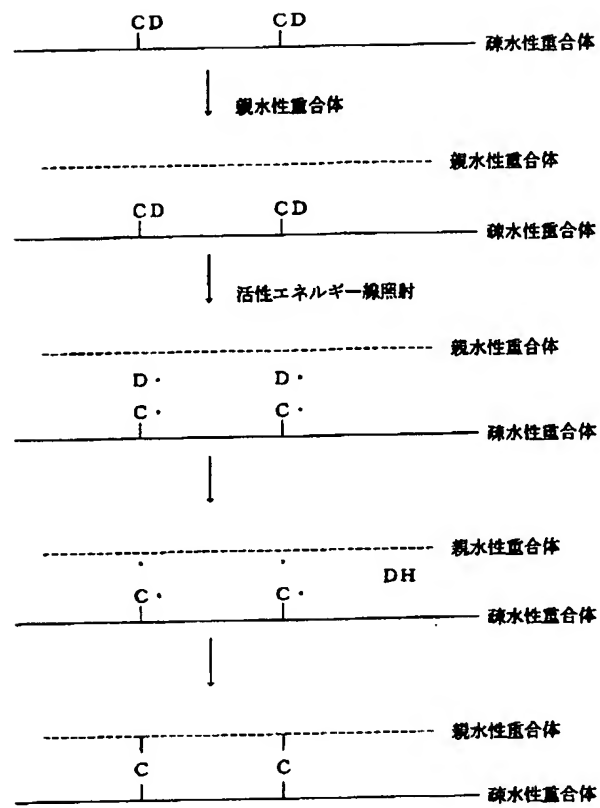 CD CD
疎水性重合体
親水性重合体
親水性重合体
CD CD
疎水性重合体
活性エネルギー線照射
親水性重合体
D・ D・
C・ C・
疎水性重合体
親水性重合体
・ ・
DH
C・ C・
疎水性重合体
親水性重合体
C C
疎水性重合体